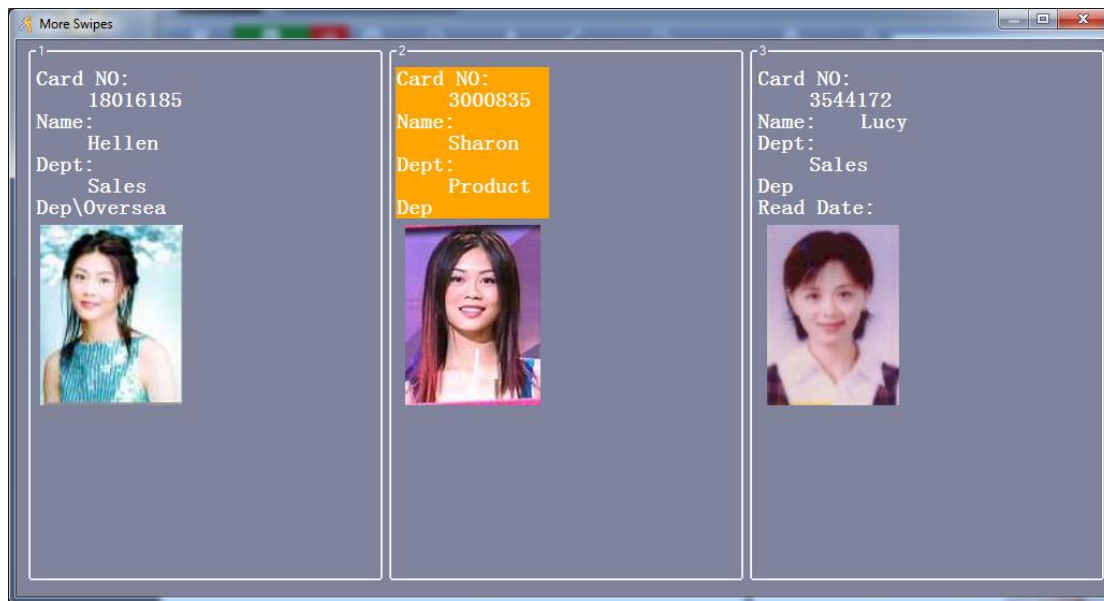 More Swipes
1
Card NO:
18016185
Name:
Hellen
Dept:
Sales
Dep\Oversea
2
Card NO:
3000835
Name:
Sharon
Dept:
Product
Dep
3
Card NO:
3544172
Name: Lucy
Dept:
Sales
Dep
Read Date: